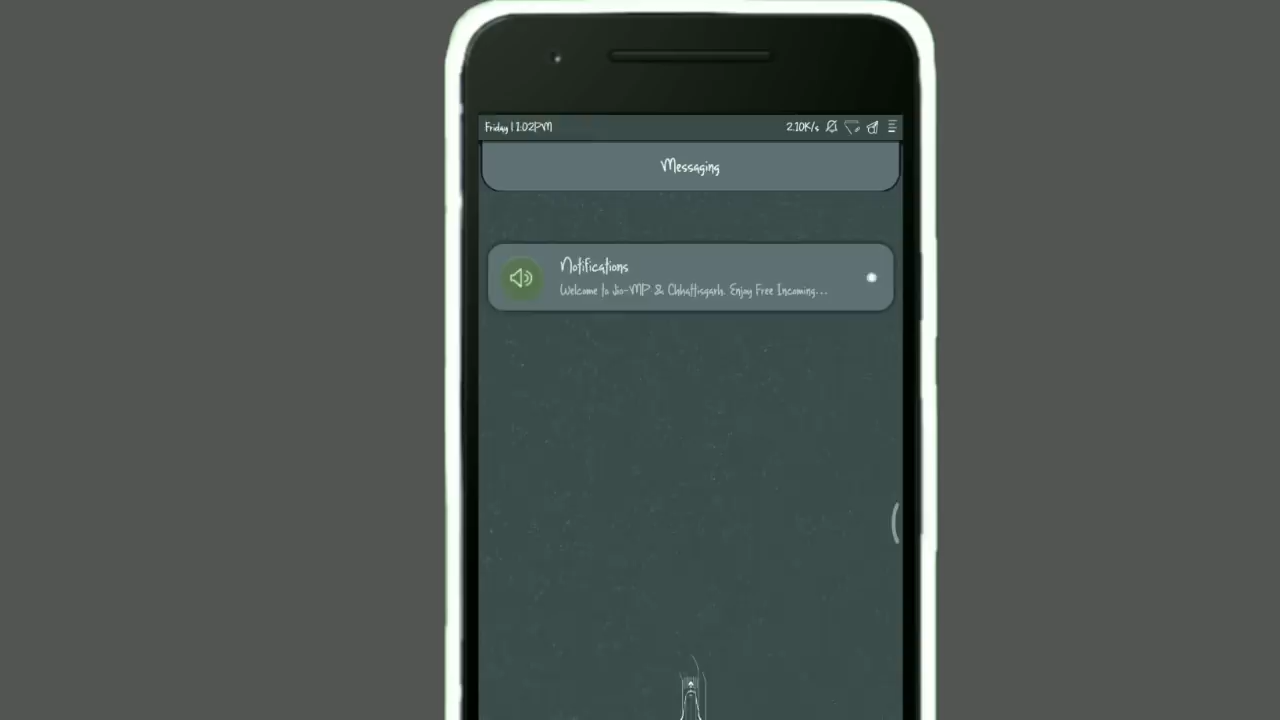 Friday | 1:02PM
2.10K/s
Messaging
Notifications
Welcome to Jio-MP & Chhattisgarh. Enjoy Free Incoming...